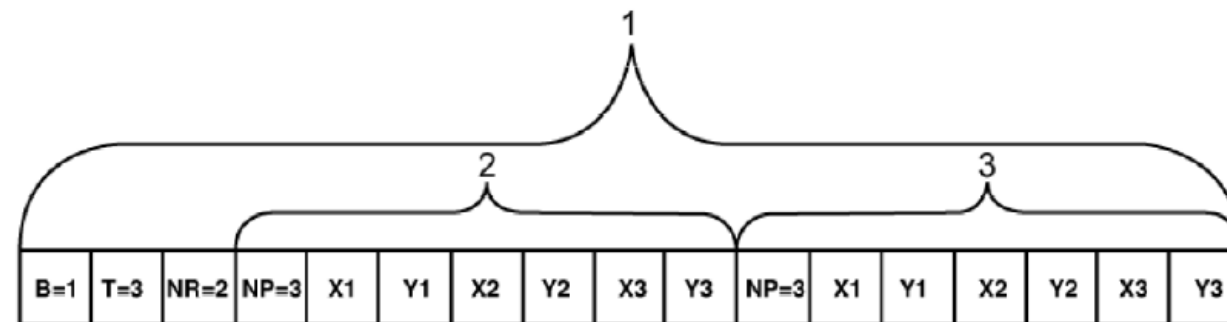 1
2 3
B=1 T=3 NR=2 NP=3 X1 Y1 X2 Y2 X3 Y3 NP=3 X1 Y1 X2 Y2 X3 Y3